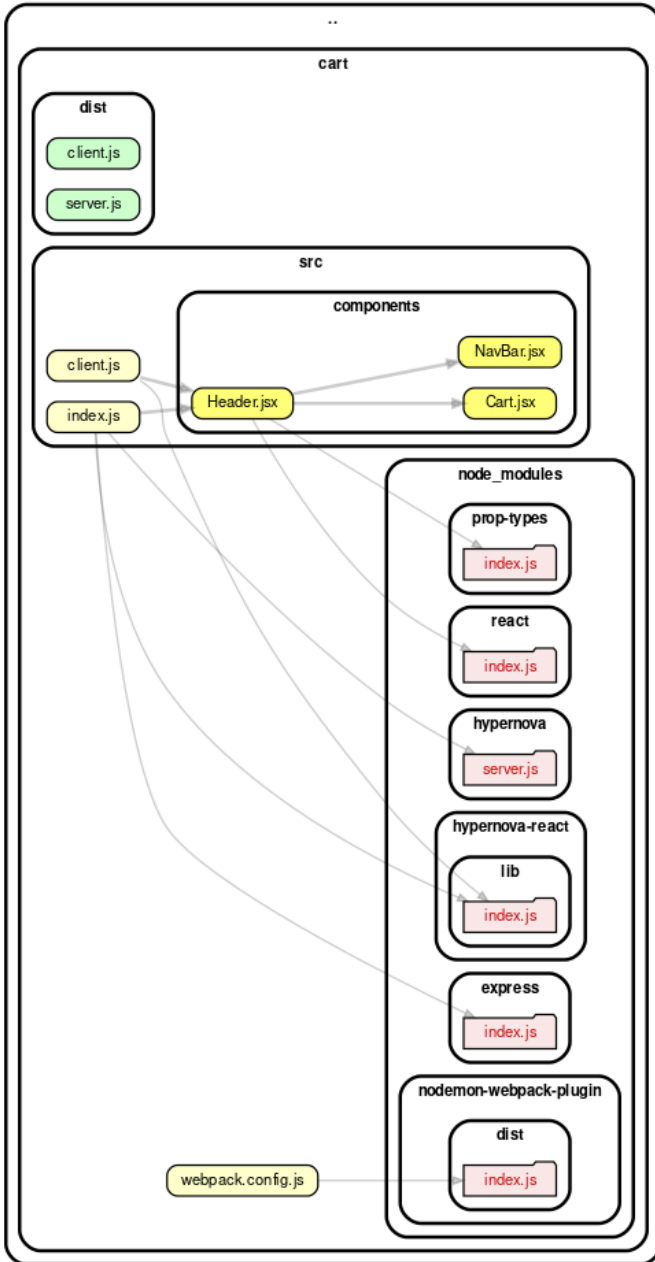 ..
cart
dist
client.js
server.js
src
components
NavBar.jsx
client.js
Header.jsx
Cart.jsx
index.js
node_modules
prop-types
index.js
react
index.js
hypernova
server.js
hypernova-react
lib
index.js
express
index.js
nodemon-webpack-plugin
dist
webpack.config.js
index.js